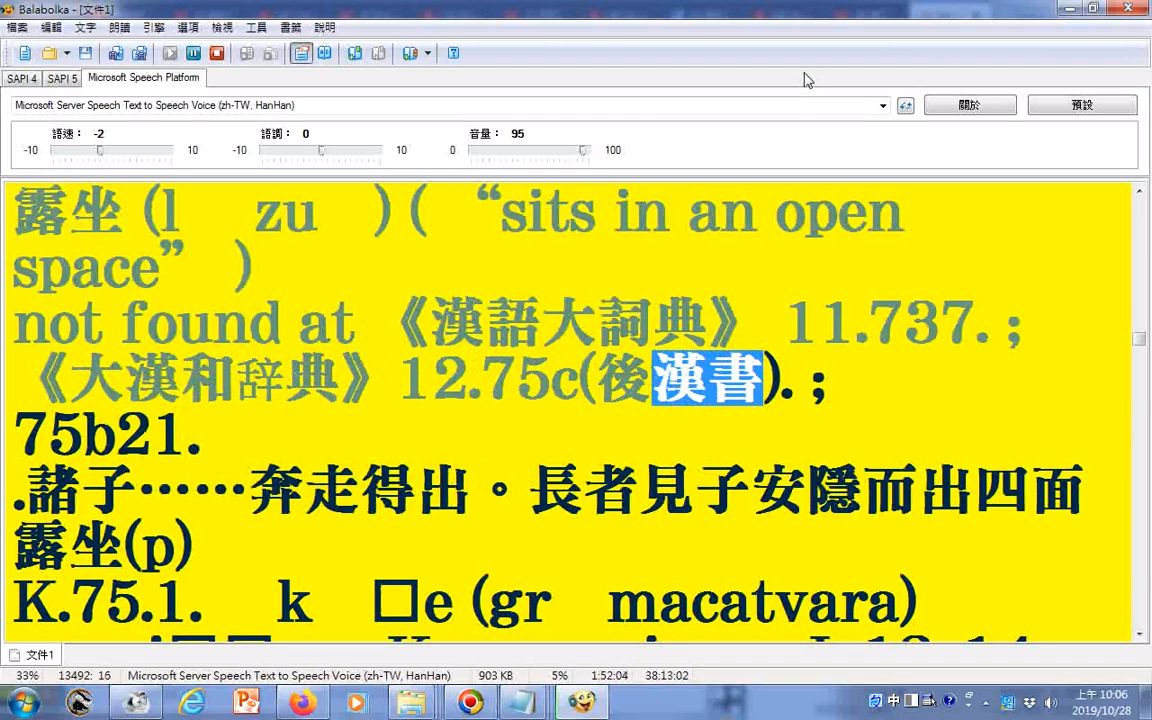 Balabolka - [文件1]
檔案 編輯 文字 朗讀 引擎 選項 檢視 工具 書籤 說明
SAPI 4 SAPI 5 Microsoft Speech Platform
Microsoft Server Speech Text to Speech Voice (zh-TW, HanHan) 關於 預設
語速： -2 語調： 0 音量： 95
-10 10 -10 10 0 100
露坐 (l zu ) ( “sits in an open
space” )
not found at 《漢語大詞典》 11.737. ;
《大漢和辞典》 12.75c(後漢書). ;
75b21.
.諸子……奔走得出。長者見子安隱而出四面
露坐(p)
K.75.1. k □e (gr macatvara)
文件1
33% 13492: 16 Microsoft Server Speech Text to Speech Voice (zh-TW, HanHan) 903 KB 5% 1:52:04 38:13:02
中 上午 10:06
2019/10/28